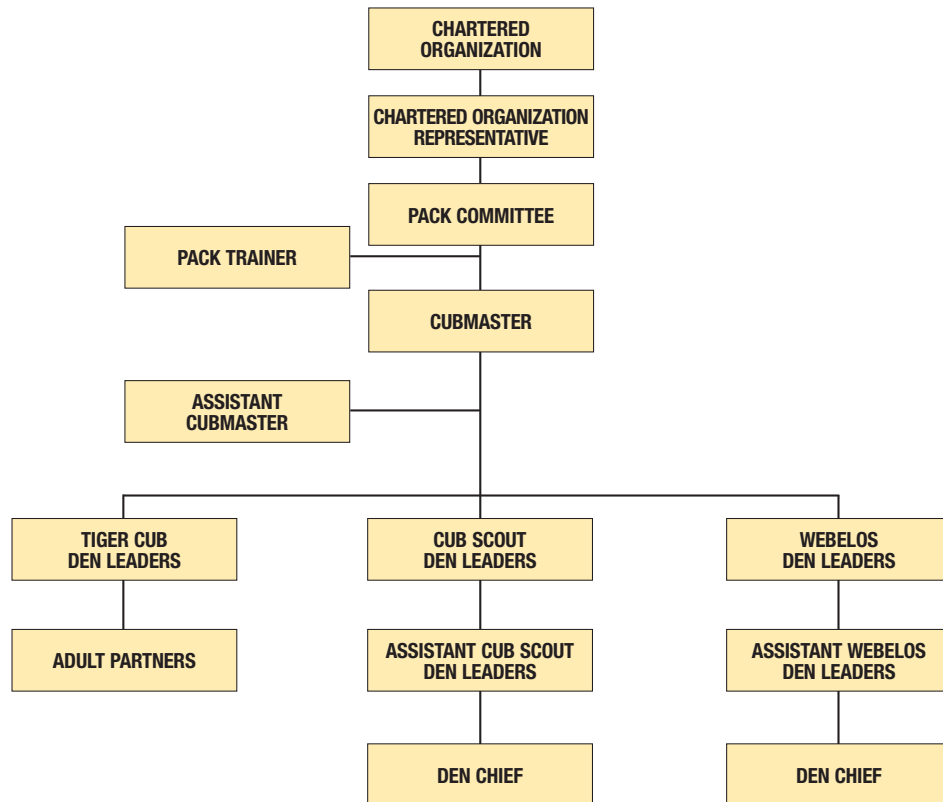 CHARTERED
ORGANIZATION
CHARTERED ORGANIZATION
REPRESENTATIVE
PACK COMMITTEE
PACK TRAINER
CUBMASTER
ASSISTANT
CUBMASTER
TIGER CUB
DEN LEADERS
CUB SCOUT
DEN LEADERS
WEBELOS
DEN LEADERS
ADULT PARTNERS
ASSISTANT CUB SCOUT
DEN LEADERS
ASSISTANT WEBELOS
DEN LEADERS
DEN CHIEF
DEN CHIEF